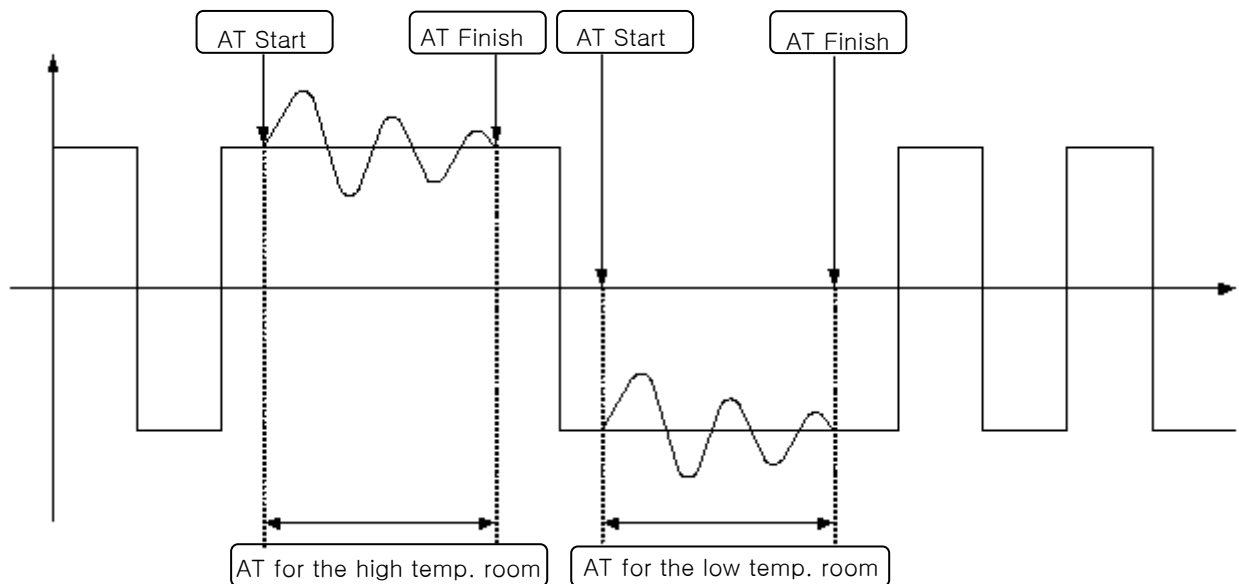 AT Start
AT Finish
AT Start
AT Finish
AT for the high temp. room
AT for the low temp. room